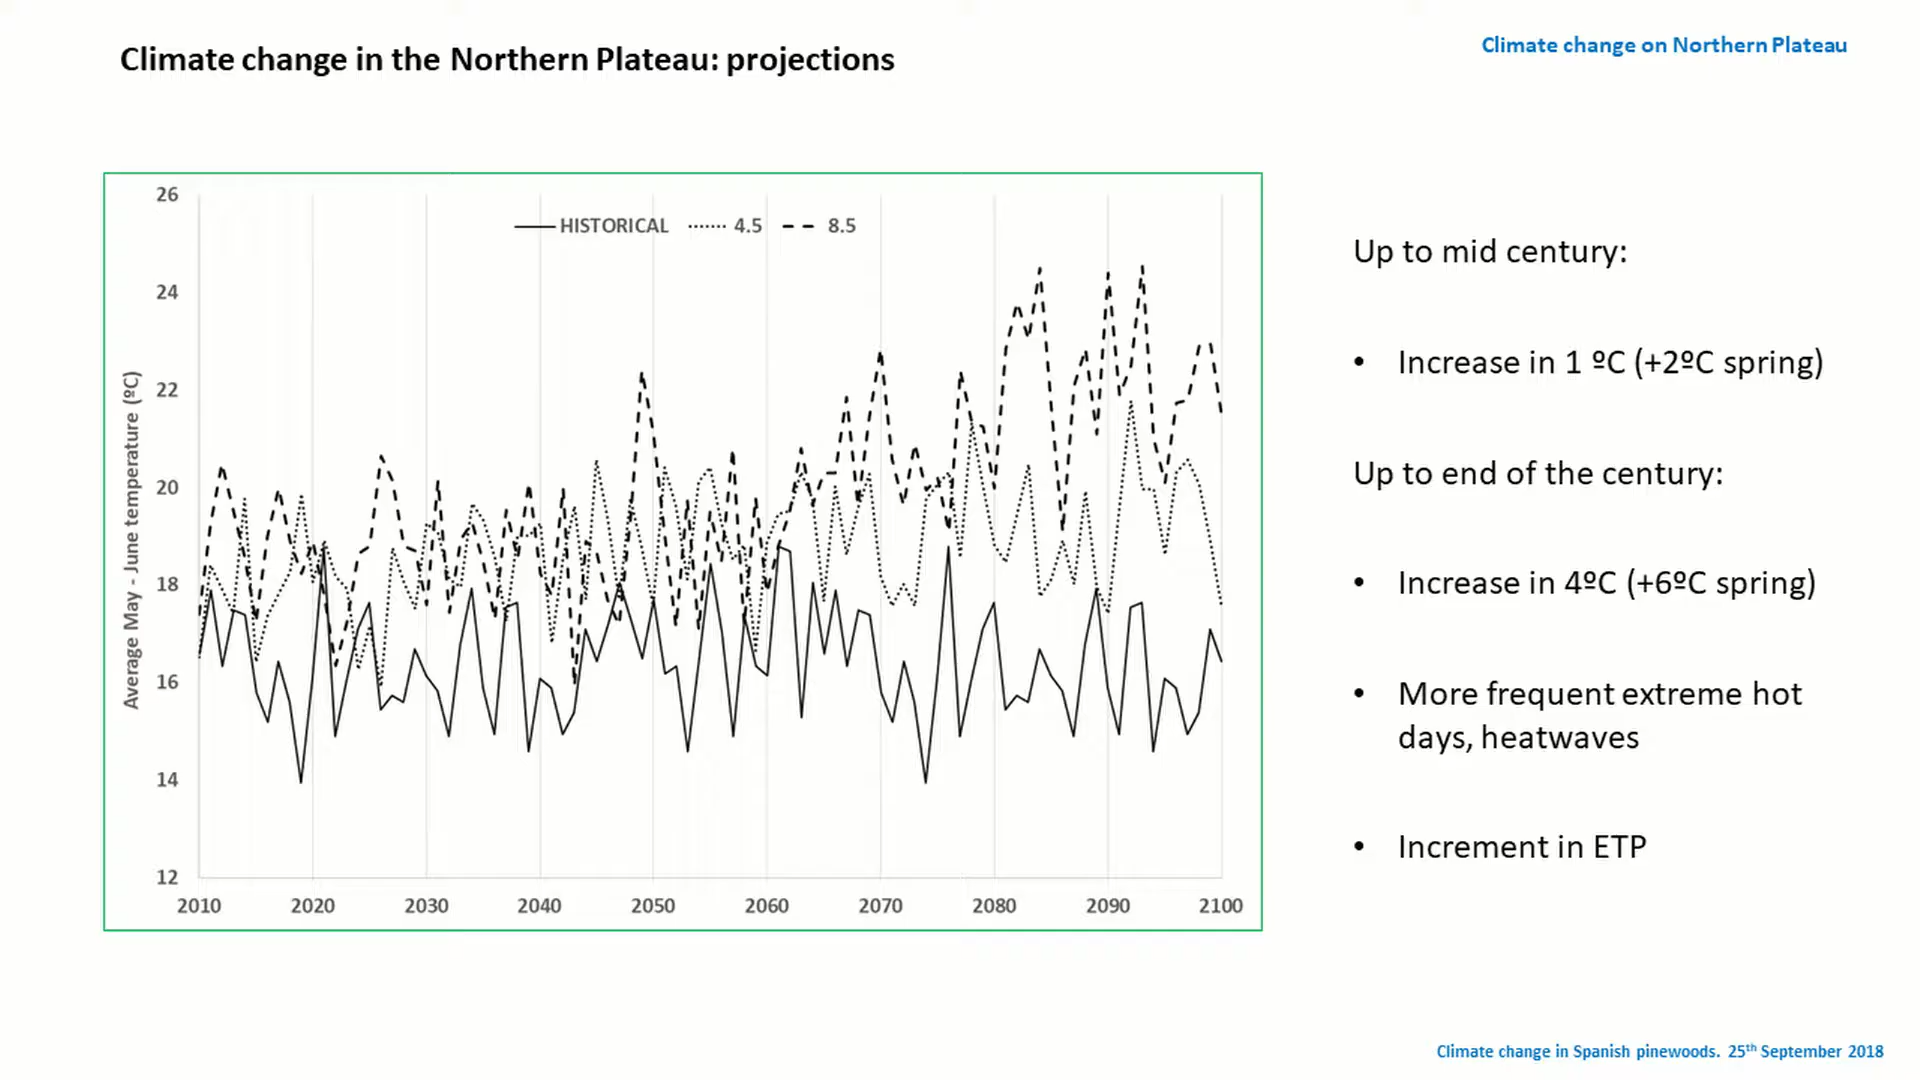 Climate change in the Northern Plateau: projections
Climate change on Northern Plateau
26
24
22
20
18
16
14
12
Average May - June temperature (ºC)
HISTORICAL 4.5 8.5
2010 2020 2030 2040 2050 2060 2070 2080 2090 2100
Up to mid century:
• Increase in 1 ºC (+2ºC spring)
Up to end of the century:
• Increase in 4ºC (+6ºC spring)
• More frequent extreme hot
days, heatwaves
• Increment in ETP
Climate change in Spanish pinewoods. 25th September 2018